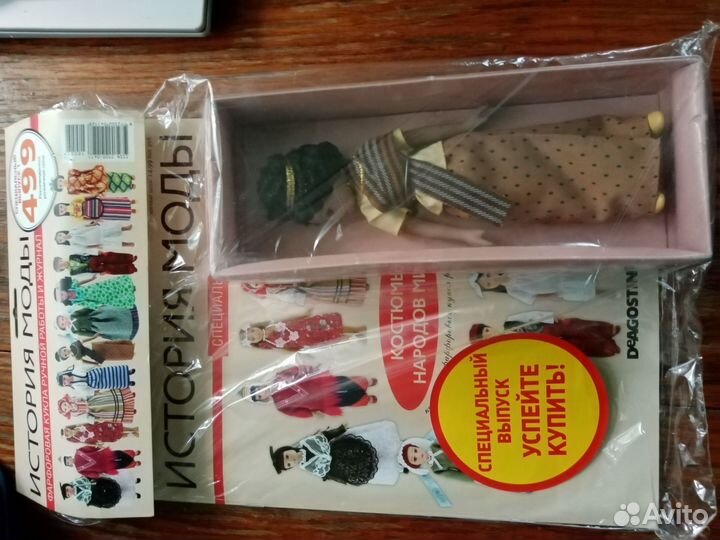 ИСТОРИЯ МОДЫ
ФАРФОРОВАЯ КУКЛА РУЧНОЙ РАБОТЫ И ЖУРНАЛ
499
ИСТОРИЯ МОДЫ
КОСТЮМЫ
НАРОДОВ МИ
СПЕЦИАЛЬНЫЙ
ВЫПУСК
УСПЕЙТЕ
КУПИТЬ!
DeAGOSTINI
Avito